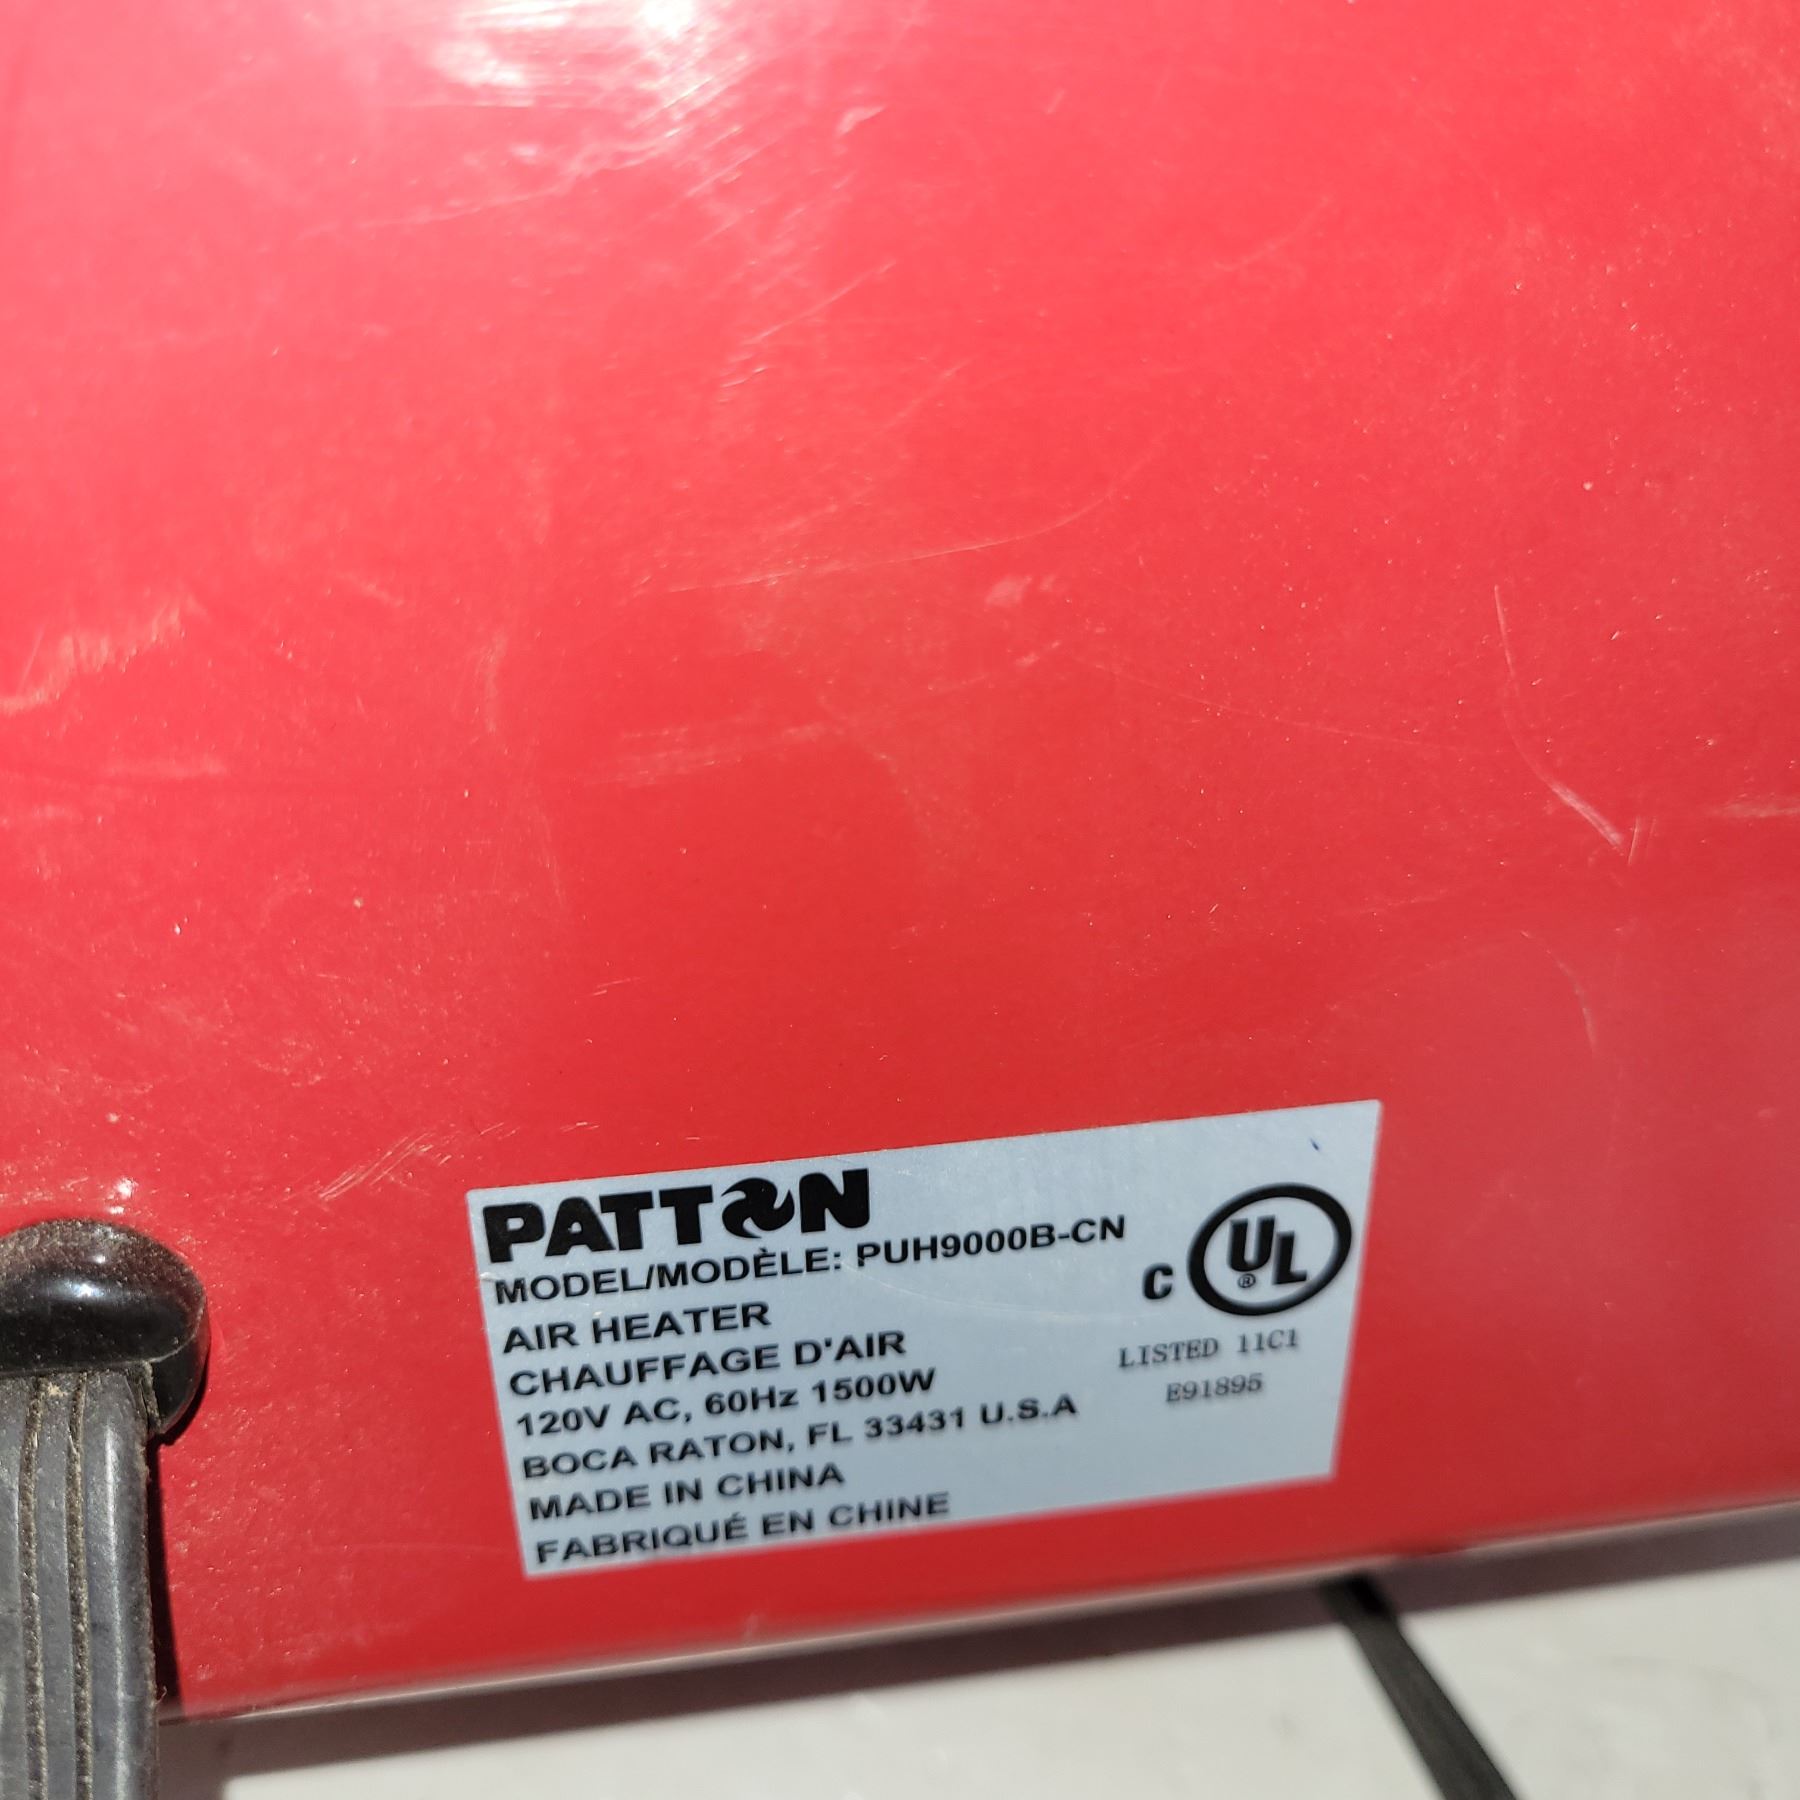 PATTON
MODEL/MODÈLE: PUH9000B-CN
AIR HEATER
CHAUFFAGE D'AIR
120V AC, 60Hz 1500W
BOCA RATON, FL 33431 U.S.A
MADE IN CHINA
FABRIQUÉ EN CHINE
C UL ®
LISTED 11C1
E91895